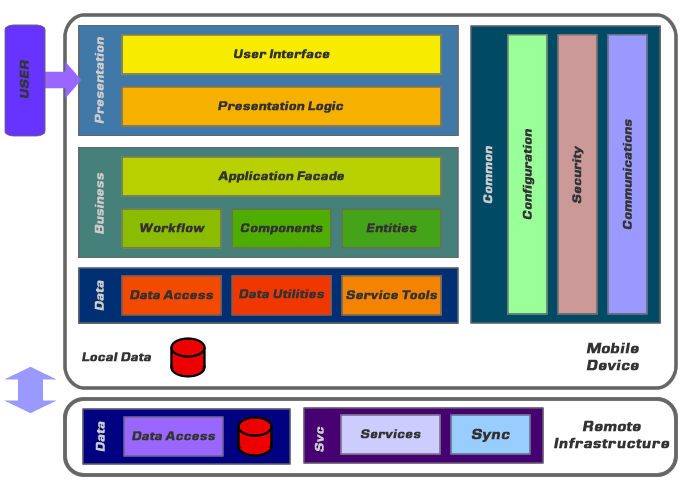 USER
Presentation
User Interface
Presentation Logic
Business
Application Facade
Workflow
Components
Entities
Data
Data Access
Data Utilities
Service Tools
Common
Configuration
Security
Communications
Local Data
Mobile
Device
Data
Data Access
Svc
Services
Sync
Remote
Infrastructure